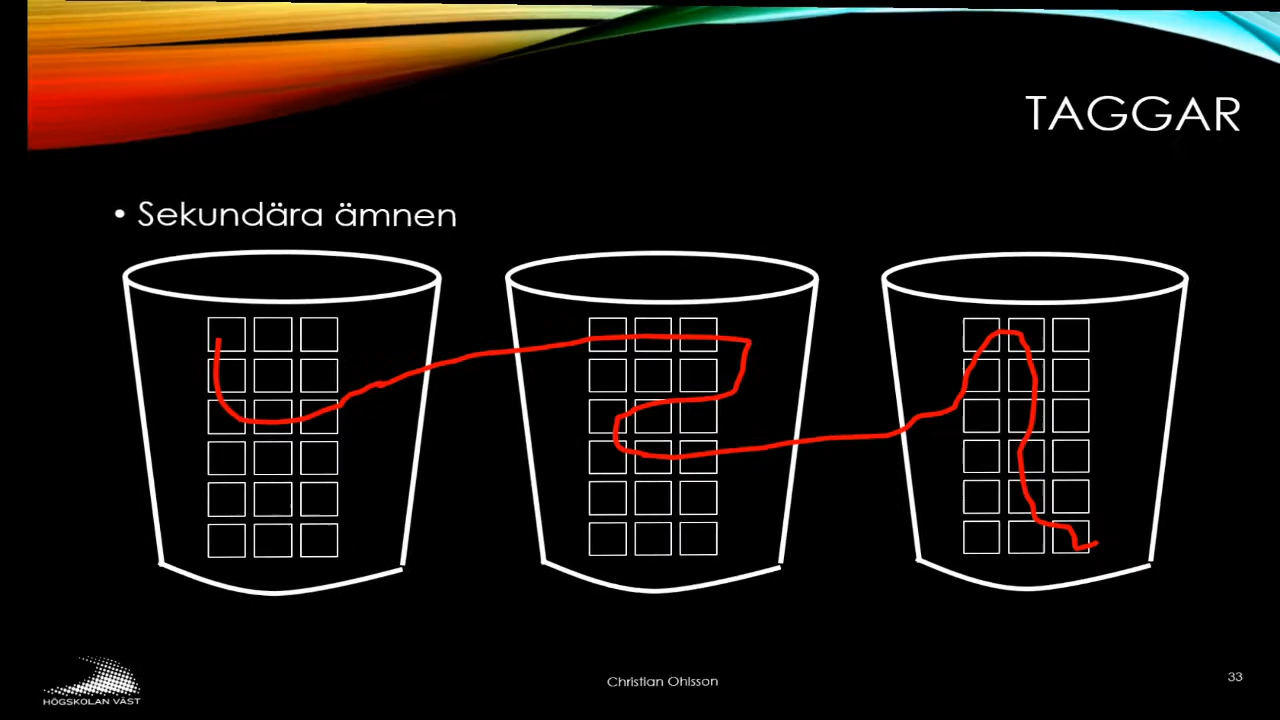 TAGGAR
• Sekundära ämnen
HÖGSKOLAN VÄST
Christian Ohlsson
33